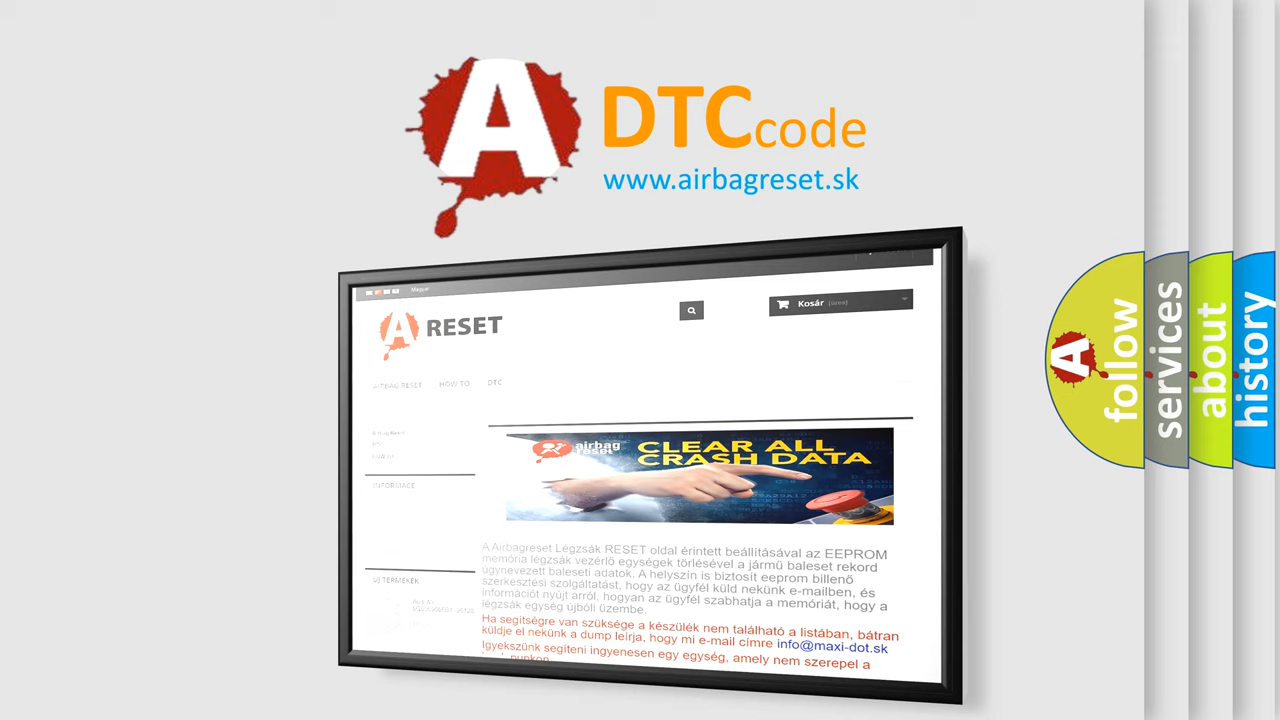 A
DTCcode
www.airbagreset.sk
Magyar
Kosár (üres)
A RESET
AIRBAG RESET HOW TO DTC
INFORMACE
airbag
reset
CLEAR ALL
CRASH DATA
A Airbagreset Légzsák RESET oldal érintett beállításával az EEPROM
memória légzsák vezérlő egységek törlésével a jármű baleset rekord
úgynevezett baleseti adatok. A helyszín is biztosít eeprom billenő
szerkesztési szolgáltatást, hogy az ügyfél küld nekünk e-mailben, és
információt nyújt arról, hogyan az ügyfél szabhatja a memóriát, hogy a
légzsák egység újbóli üzembe.
Ha segítségre van szüksége a készülék nem található a listában, bátran
küldje el nekünk a dump leírja, hogy mi e-mail címre info@maxi-dot.sk
Igyekszünk segíteni ingyenesen egy egység, amely nem szerepel a
ÚJ TERMÉKEK
A
follow
services
about
history